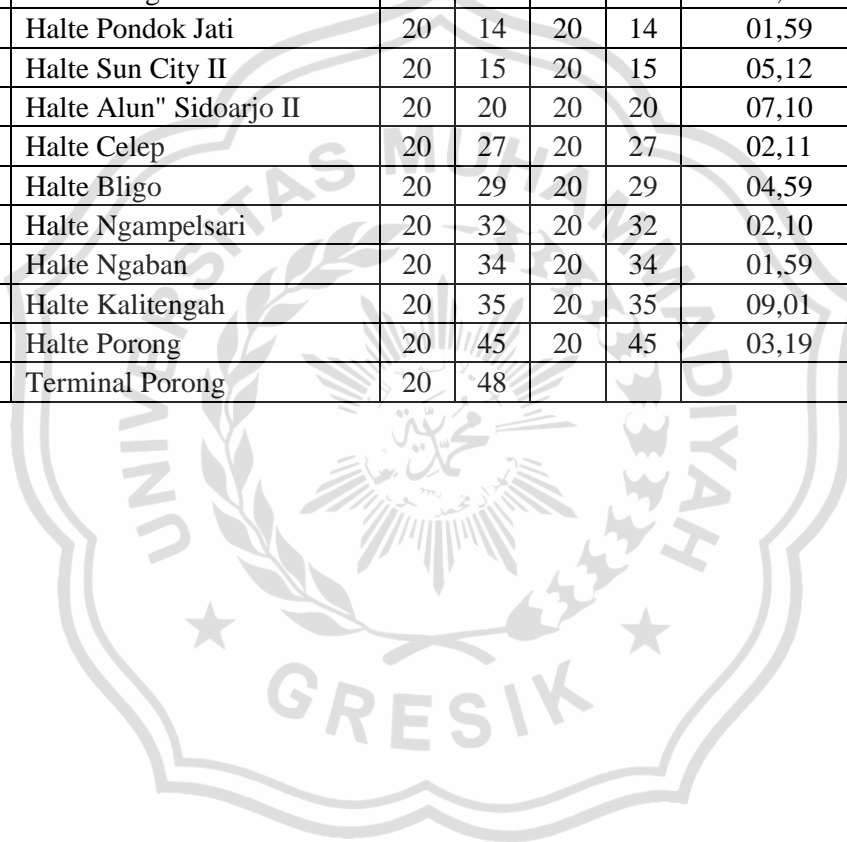 Halte Pondok Jati 20 14 20 14 01,59
Halte Sun City II 20 15 20 15 05,12
Halte Alun" Sidoarjo II 20 20 20 20 07,10
Halte Celep 20 27 20 27 02,11
Halte Bligo 20 29 20 29 04,59
Halte Ngampelsari 20 32 20 32 02,10
Halte Ngaban 20 34 20 34 01,59
Halte Kalitengah 20 35 20 35 09,01
Halte Porong 20 45 20 45 03,19
Terminal Porong 20 48
UNIVERSITAS MUHAMMADIYAH
GRESIK